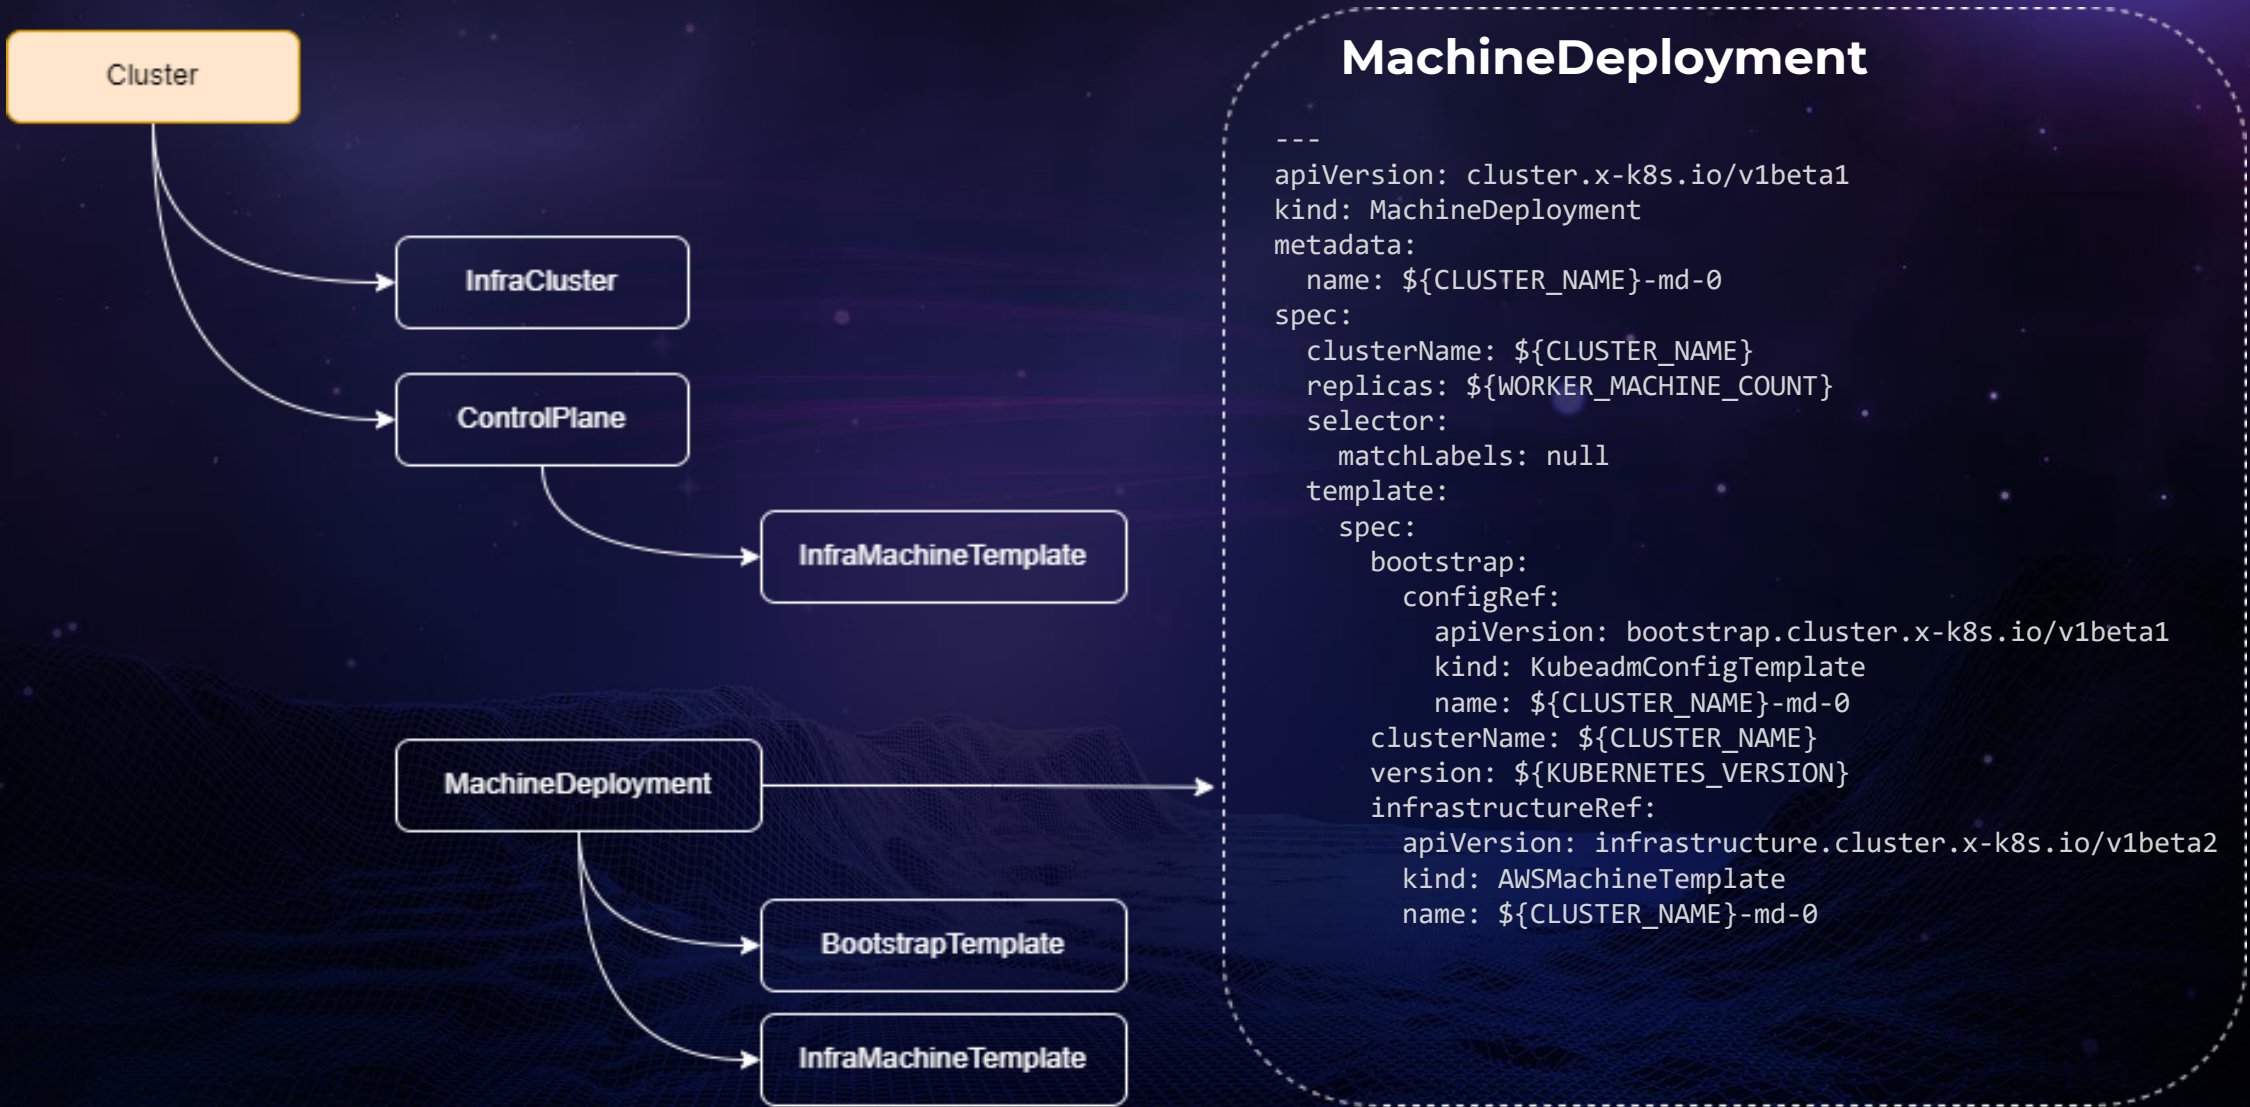 Cluster
InfraCluster
ControlPlane
InfraMachineTemplate
MachineDeployment
BootstrapTemplate
InfraMachineTemplate
MachineDeployment
---
apiVersion: cluster.x-k8s.io/v1beta1
kind: MachineDeployment
metadata:
  name: ${CLUSTER_NAME}-md-0
spec:
  clusterName: ${CLUSTER_NAME}
  replicas: ${WORKER_MACHINE_COUNT}
  selector:
    matchLabels: null
  template:
    spec:
      bootstrap:
        configRef:
          apiVersion: bootstrap.cluster.x-k8s.io/v1beta1
          kind: KubeadmConfigTemplate
          name: ${CLUSTER_NAME}-md-0
      clusterName: ${CLUSTER_NAME}
      version: ${KUBERNETES_VERSION}
      infrastructureRef:
        apiVersion: infrastructure.cluster.x-k8s.io/v1beta2
        kind: AWSMachineTemplate
        name: ${CLUSTER_NAME}-md-0